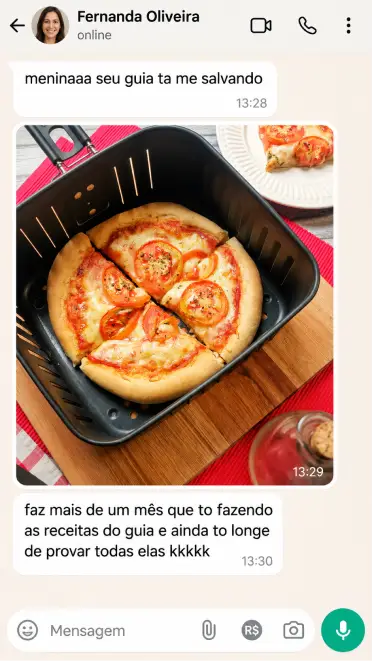 Fernanda Oliveira
online
meninaaa seu guia ta me salvando
13:28
13:29
faz mais de um mês que to fazendo
as receitas do guia e ainda to longe
de provar todas elas kkkkk
13:30
Mensagem
R$